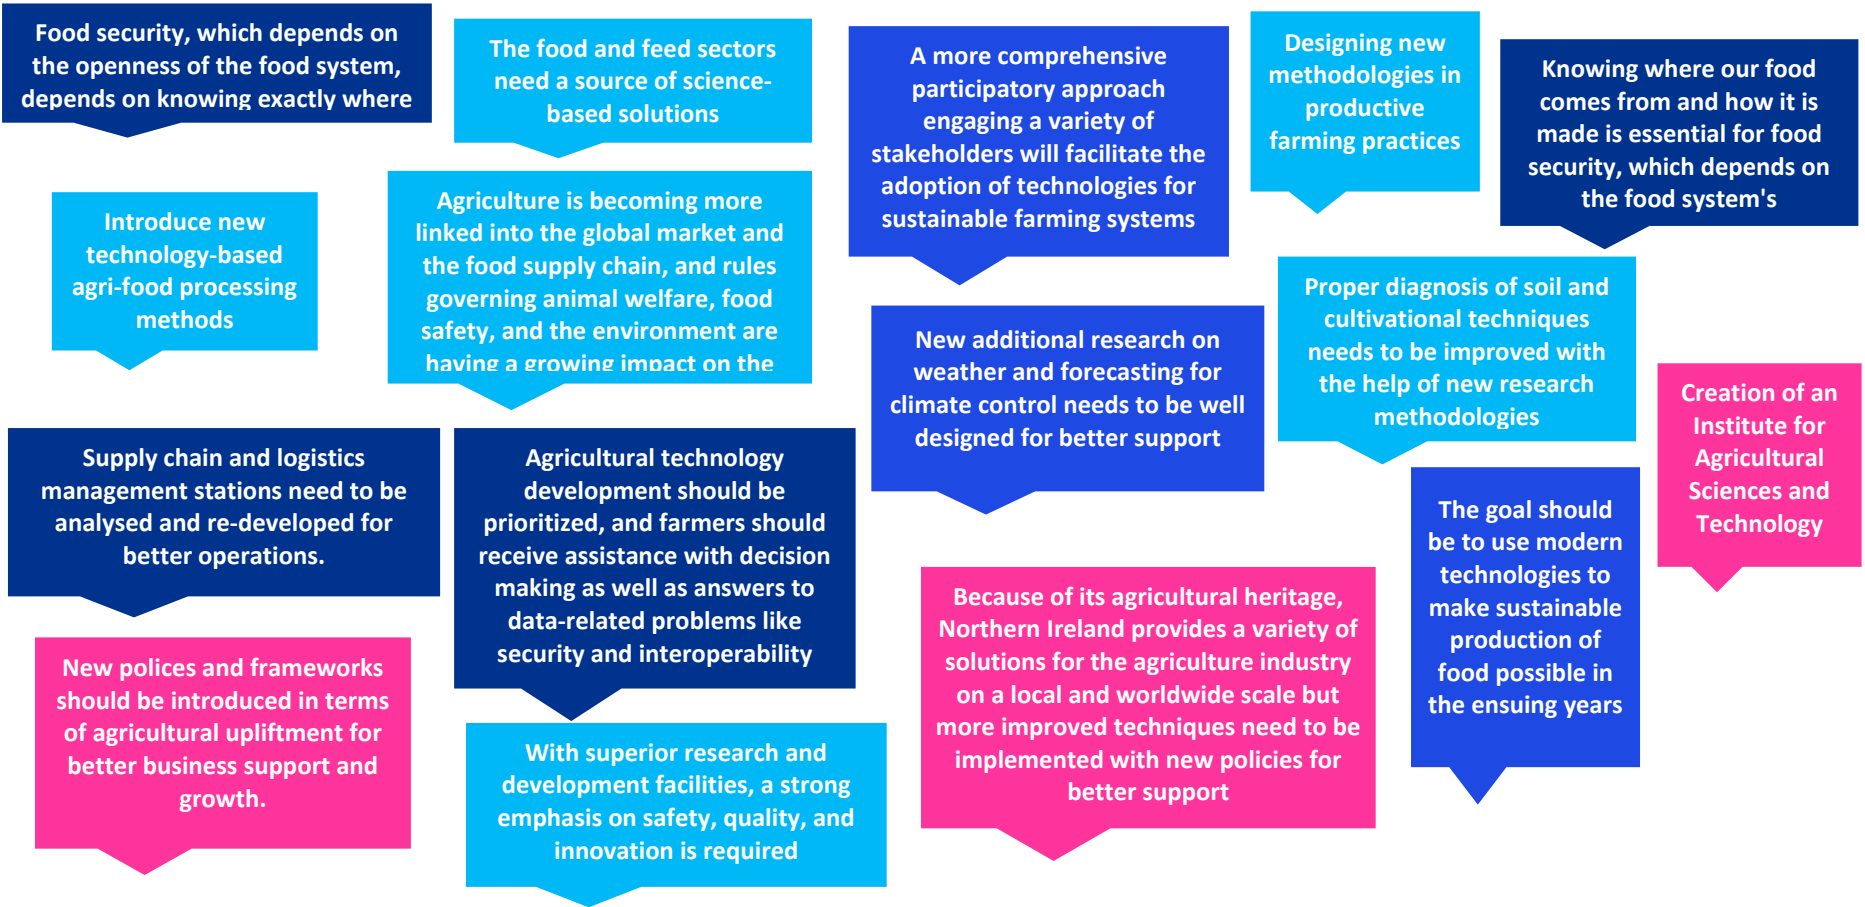 Food security, which depends on
the openness of the food system,
depends on knowing exactly where
The food and feed sectors
need a source of science-
based solutions
A more comprehensive
participatory approach
engaging a variety of
stakeholders will facilitate the
adoption of technologies for
sustainable farming systems
Designing new
methodologies in
productive
farming practices
Knowing where our food
comes from and how it is
made is essential for food
security, which depends on
the food system's
Introduce new
technology-based
agri-food processing
methods
Agriculture is becoming more
linked into the global market and
the food supply chain, and rules
governing animal welfare, food
safety, and the environment are
having a growing impact on the
New additional research on
weather and forecasting for
climate control needs to be well
designed for better support
Proper diagnosis of soil and
cultivational techniques
needs to be improved with
the help of new research
methodologies
Creation of an
Institute for
Agricultural
Sciences and
Technology
Supply chain and logistics
management stations need to be
analysed and re-developed for
better operations.
Agricultural technology
development should be
prioritized, and farmers should
receive assistance with decision
making as well as answers to
data-related problems like
security and interoperability
The goal should
be to use modern
technologies to
make sustainable
production of
food possible in
the ensuing years
Because of its agricultural heritage,
Northern Ireland provides a variety of
solutions for the agriculture industry
on a local and worldwide scale but
more improved techniques need to be
implemented with new policies for
better support
New polices and frameworks
should be introduced in terms
of agricultural upliftment for
better business support and
growth.
With superior research and
development facilities, a strong
emphasis on safety, quality, and
innovation is required